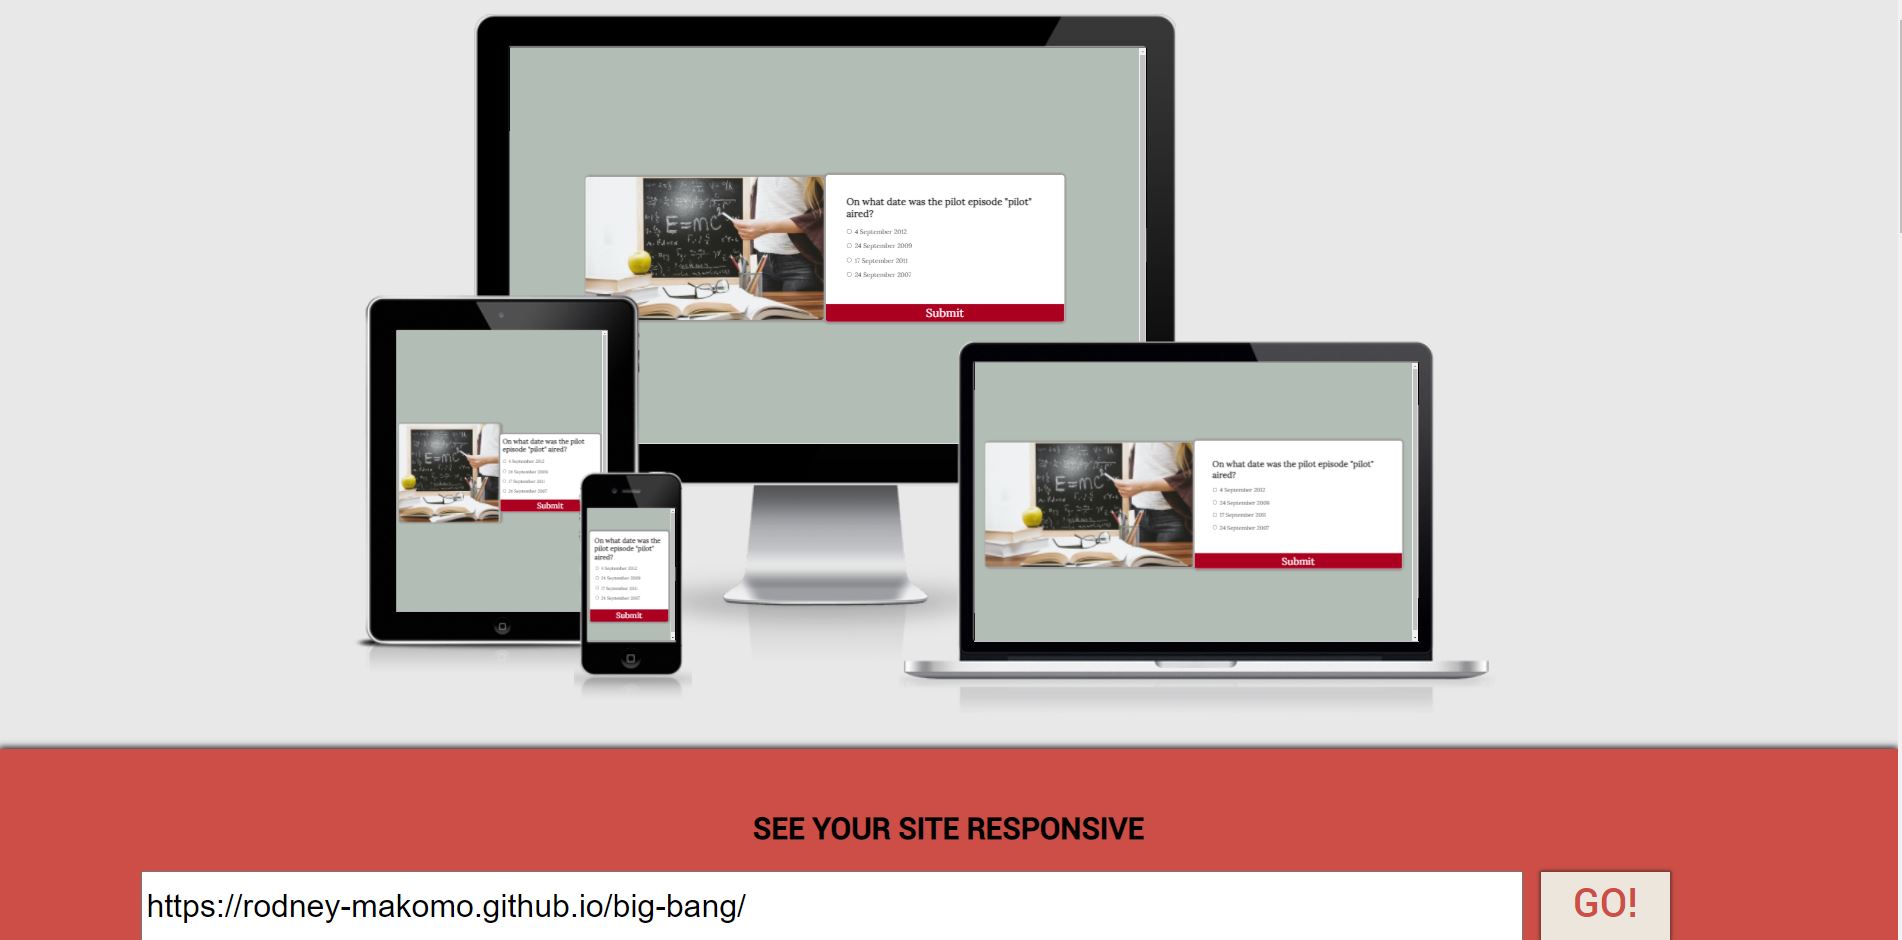 E=mc²
On what date was the pilot episode "pilot"
aired?
4 September 2012
24 September 2009
17 September 2011
24 September 2007
Submit
E=mc²
On what date was the pilot
episode "pilot" aired?
4 September 2012
24 September 2009
17 September 2011
24 September 2007
Submit
On what date was the
pilot episode "pilot"
aired?
4 September 2012
24 September 2009
17 September 2011
24 September 2007
Submit
E=mc²
On what date was the pilot episode "pilot"
aired?
4 September 2012
24 September 2009
17 September 2011
24 September 2007
Submit
SEE YOUR SITE RESPONSIVE
https://rodney-makomo.github.io/big-bang/
GO!